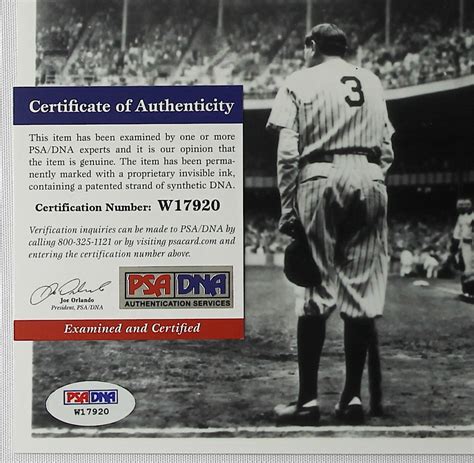 Certificate of Authenticity
This item has been examined by one or more
PSA/DNA experts and it is our opinion that
the item is genuine. The item has been perma-
nently marked with a proprietary invisible ink,
containing a patented strand of synthetic DNA.
Certification Number: W17920
Verification inquiries can be made to PSA/DNA by
calling 800-325-1121 or by visiting psacard.com and
entering the certification number above.
Joe Orlando
President, PSA/DNA
PSA DNA
AUTHENTICATION SERVICES
Examined and Certified
PSA DNA
W17920
3